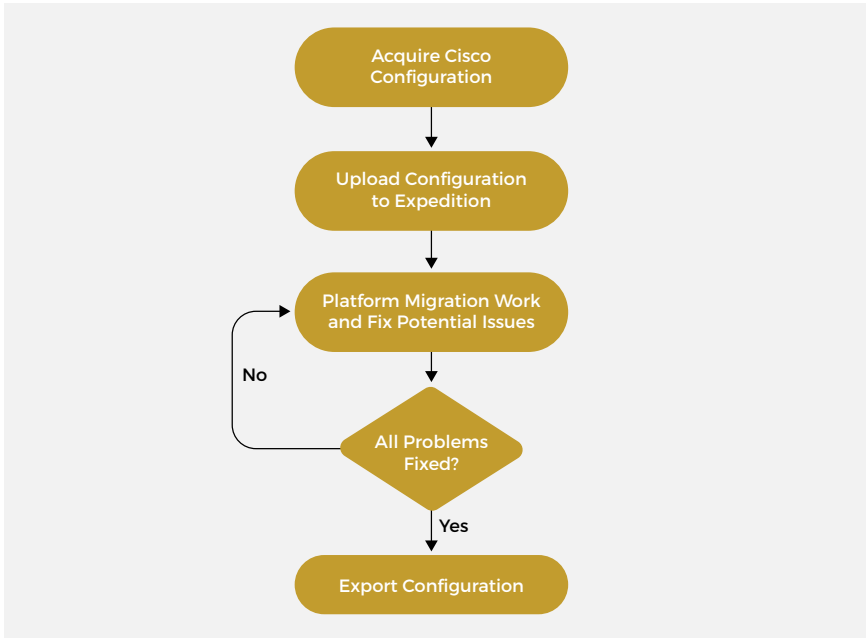 Acquire Cisco
Configuration
Upload Configuration
to Expedition
Platform Migration Work
and Fix Potential Issues
No
All Problems
Fixed?
Yes
Export Configuration